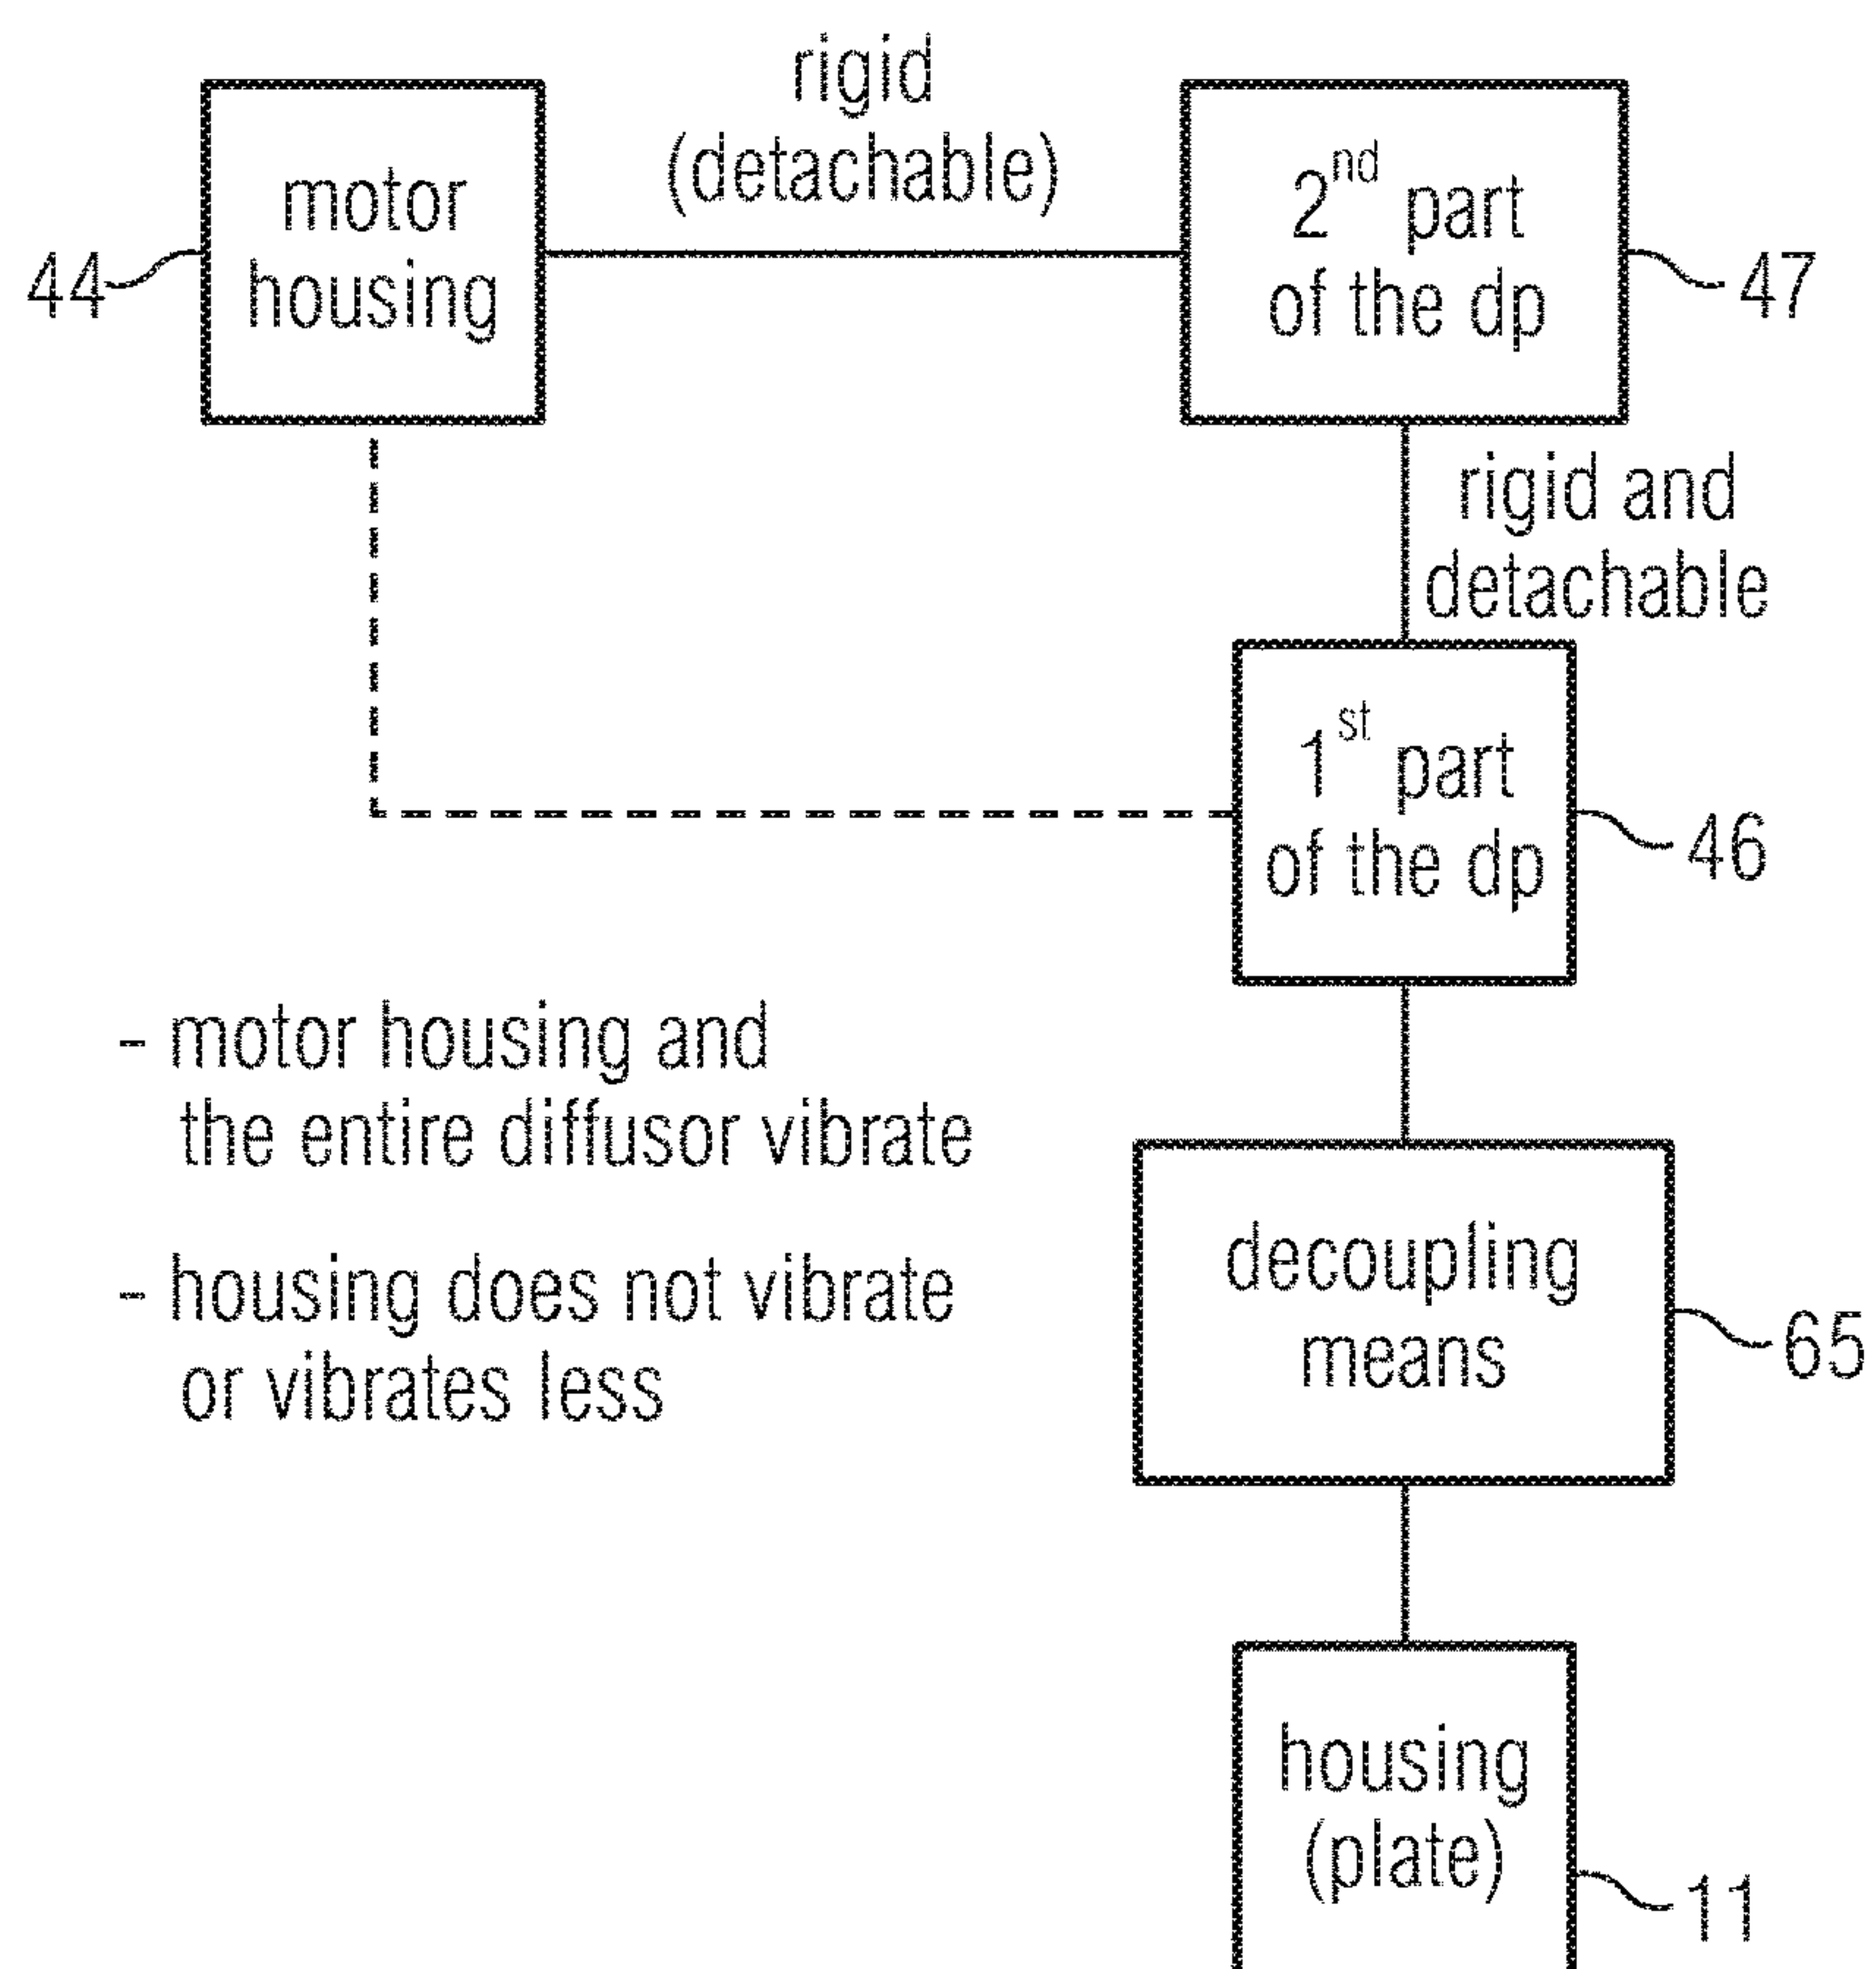 rigid
(detachable)
motor
housing
44
2nd part
of the dp
47
rigid and
detachable
1st part
of the dp
46
- motor housing and
the entire diffusor vibrate
- housing does not vibrate
or vibrates less
decoupling
means
65
housing
(plate)
11